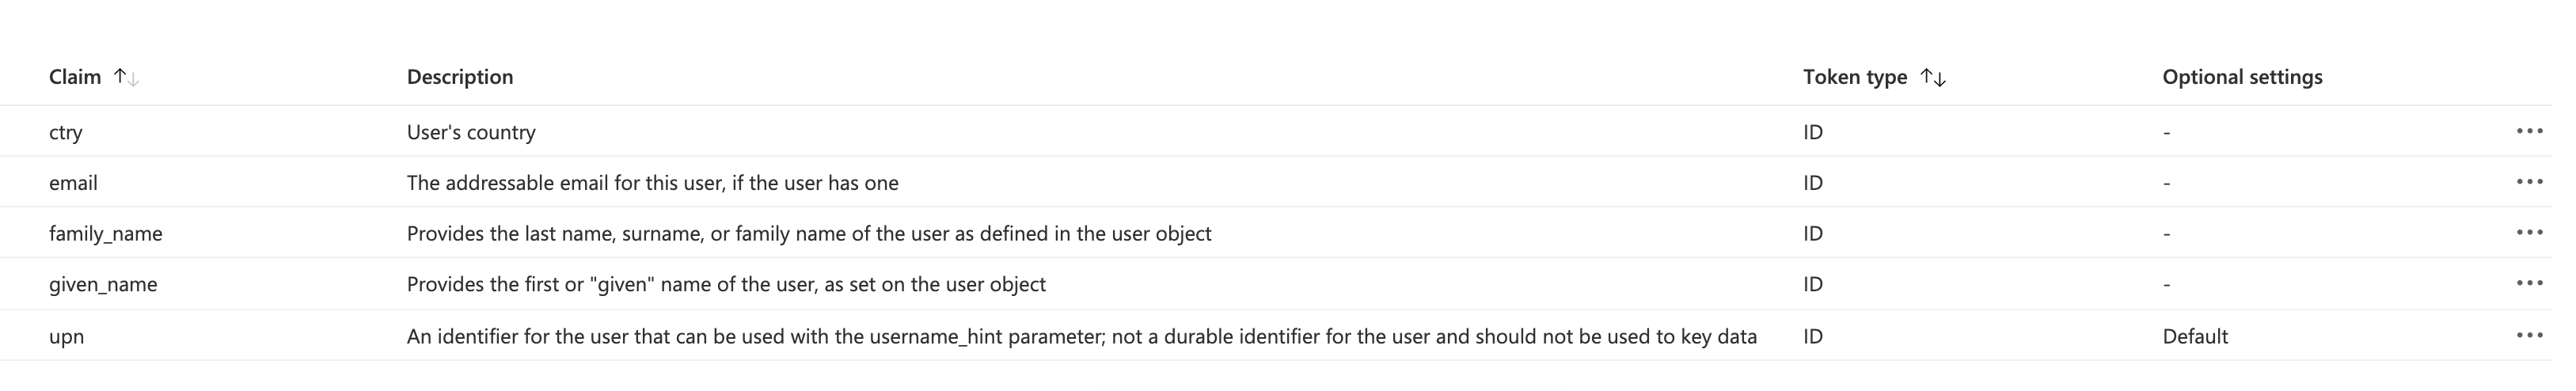 Claim ↑↓ Description Token type ↑↓ Optional settings
ctry User's country ID -
email The addressable email for this user, if the user has one ID -
family_name Provides the last name, surname, or family name of the user as defined in the user object ID -
given_name Provides the first or "given" name of the user, as set on the user object ID -
upn An identifier for the user that can be used with the username_hint parameter; not a durable identifier for the user and should not be used to key data ID Default